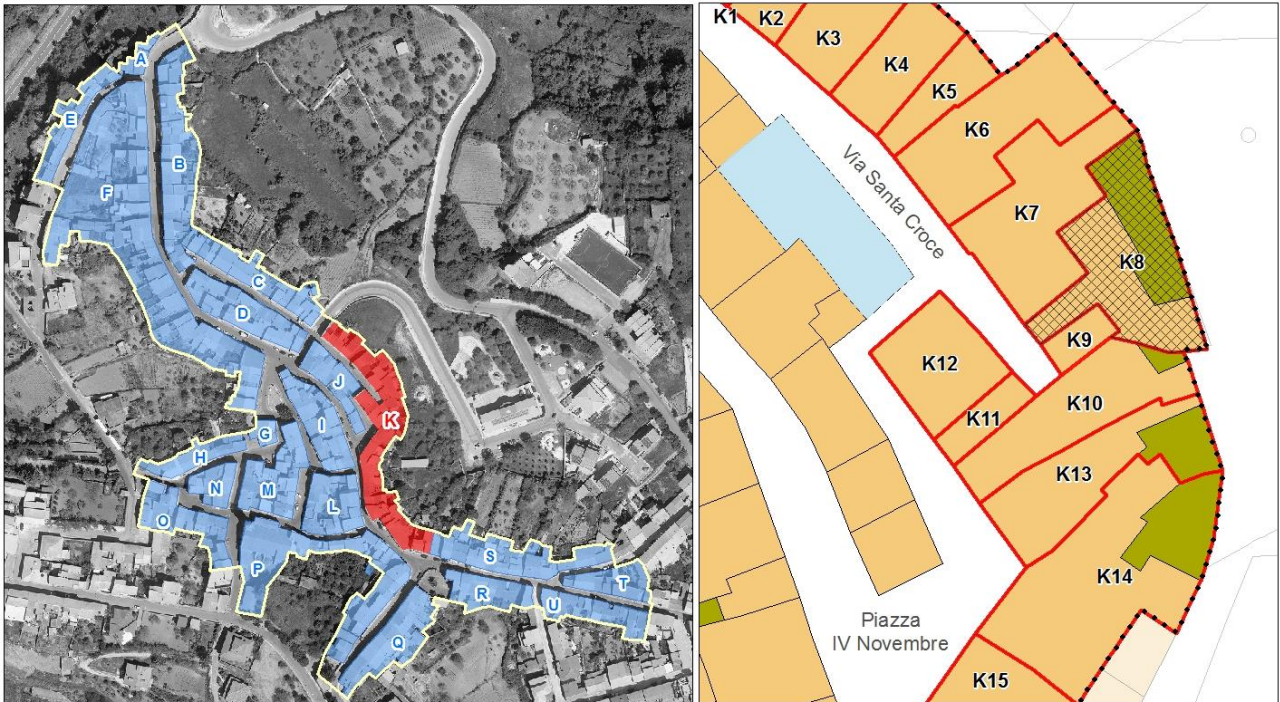 A
E
B
F
C
D
J
K
I
G
H
N
M
L
O
P
S
T
R
U
Q
K1
K2
K3
K4
K5
K6
Via Santa Croce
K7
K8
K9
K12
K10
K11
K13
K14
Piazza
IV Novembre
K15